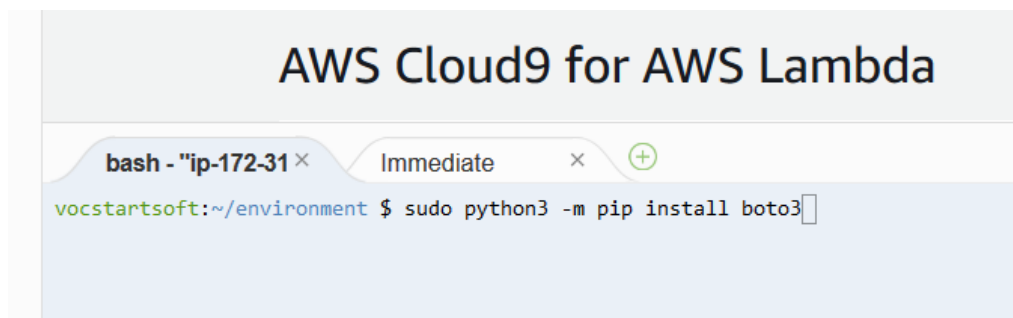 AWS Cloud9 for AWS Lambda
bash - "ip-172-31 × Immediate ×
vocstartsoft:~/environment $ sudo python3 -m pip install boto3